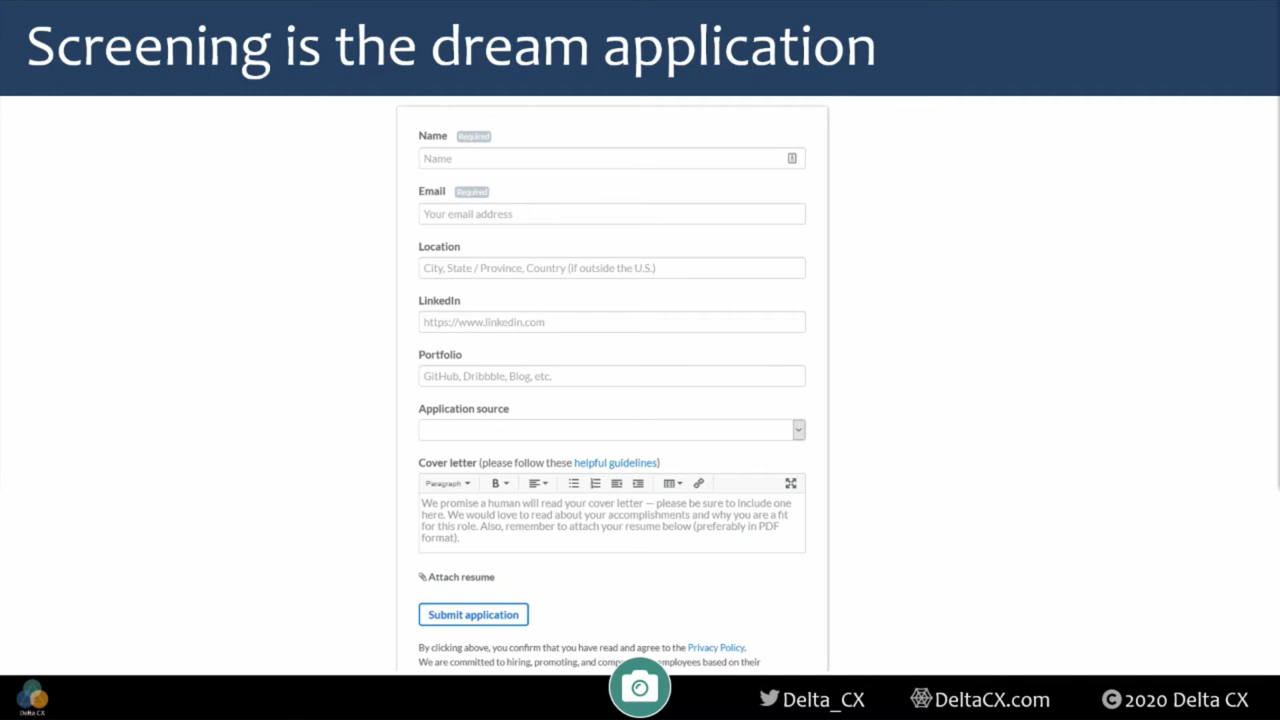 Screening is the dream application
Name Required
Name
Email Required
Your email address
Location
City, State / Province, Country (if outside the U.S.)
LinkedIn
https://www.linkedin.com
Portfolio
GitHub, Dribbble, Blog, etc.
Application source
Cover letter (please follow these helpful guidelines)
Paragraph B
We promise a human will read your cover letter — please be sure to include one
here. We would love to read about your accomplishments and why you are a fit
for this role. Also, remember to attach your resume below (preferably in PDF
format).
Attach resume
Submit application
By clicking above, you confirm that you have read and agree to the Privacy Policy.
We are committed to hiring, promoting, and employees based on their
Delta CX
Delta_CX
DeltaCX.com
©2020 Delta CX